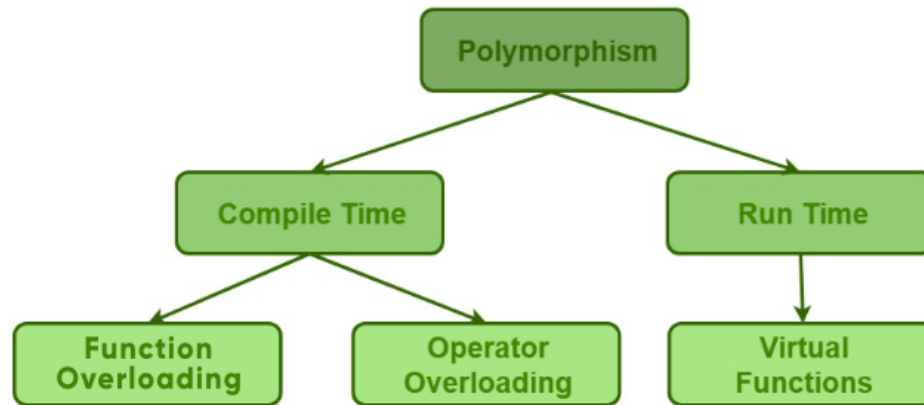 Polymorphism
Compile Time
Run Time
Function
Overloading
Operator
Overloading
Virtual
Functions